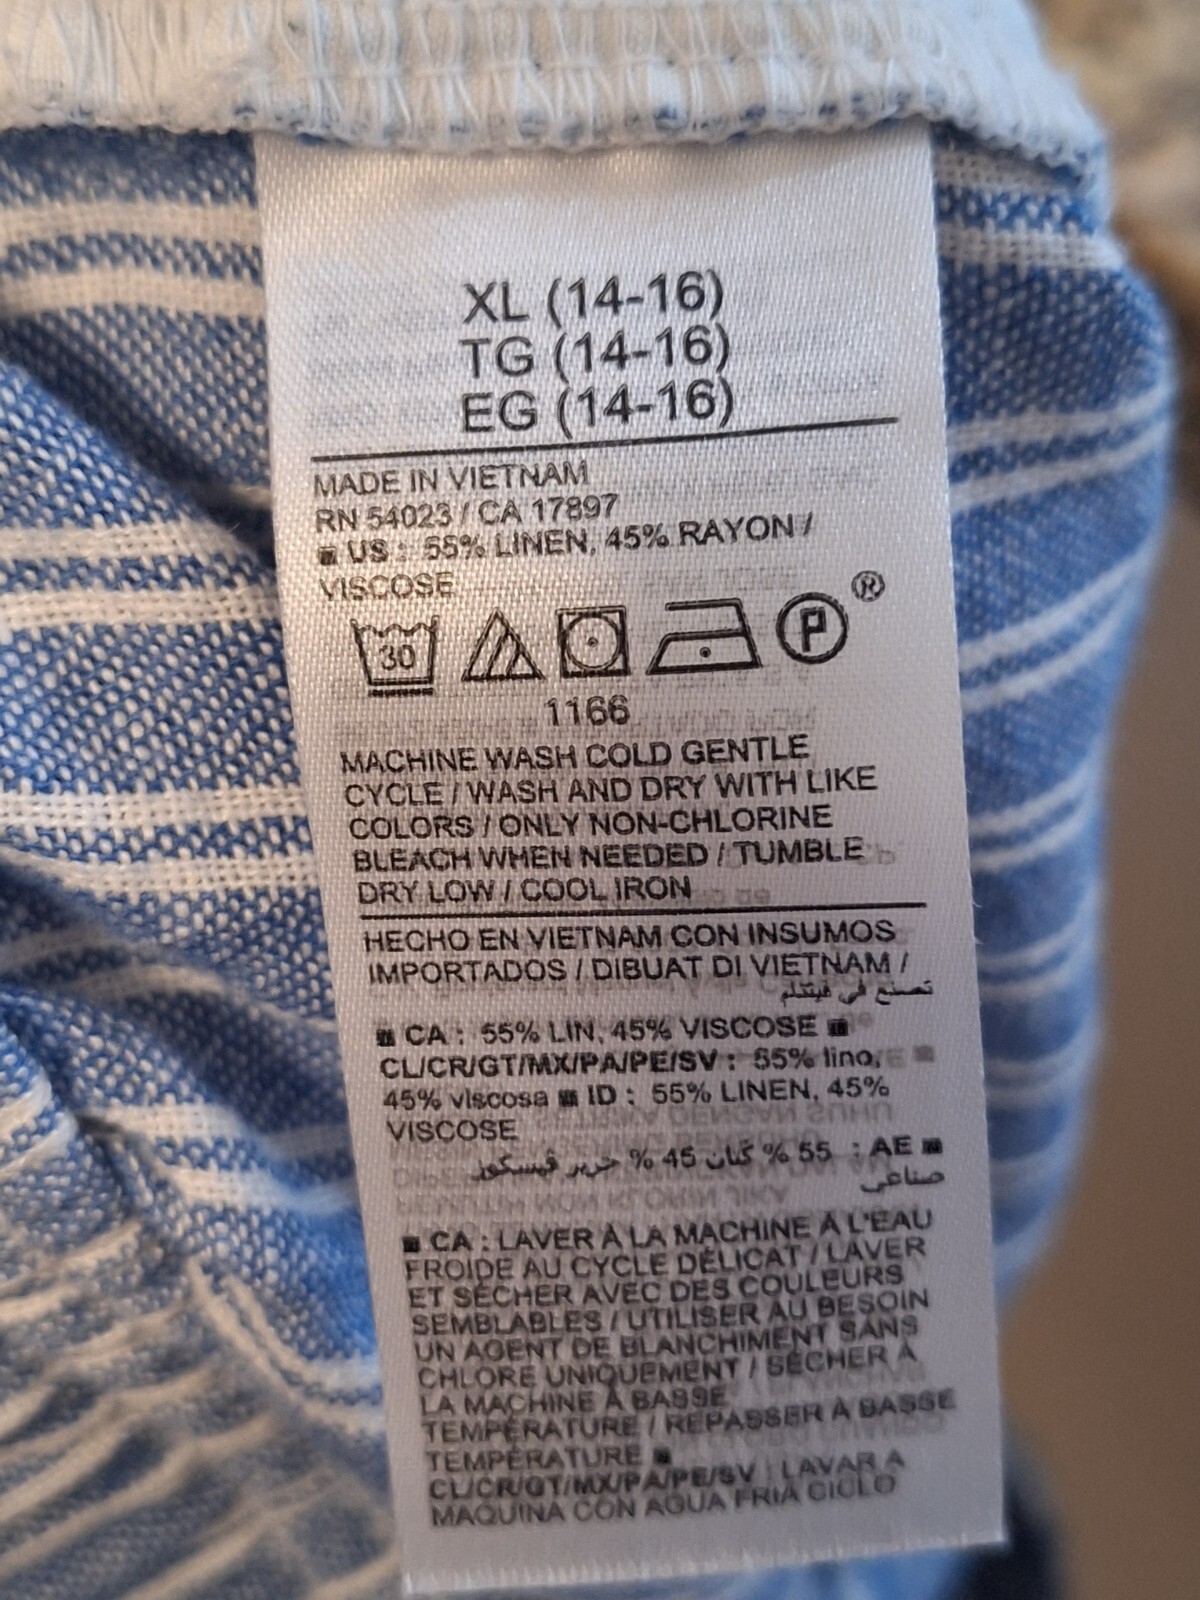 XL (14-16)
TG (14-16)
EG (14-16)
MADE IN VIETNAM
RN 54023 / CA 17897
■ US : 55% LINEN, 45% RAYON /
VISCOSE
30 P ®
1166
MACHINE WASH COLD GENTLE
CYCLE / WASH AND DRY WITH LIKE
COLORS / ONLY NON-CHLORINE
BLEACH WHEN NEEDED / TUMBLE
DRY LOW / COOL IRON
HECHO EN VIETNAM CON INSUMOS
IMPORTADOS / DIBUAT DI VIETNAM /
تصنع في فيتنام
■ CA : 55% LIN, 45% VISCOSE ■
CL/CR/GT/MX/PA/PE/SV : 55% lino,
45% viscosa ■ ID : 55% LINEN, 45%
VISCOSE
■ AE : 55 % كتان 45 % حرير فيسكوز
صناعي
■ CA : LAVER À LA MACHINE À L'EAU
FROIDE AU CYCLE DÉLICAT / LAVER
ET SÉCHER AVEC DES COULEURS
SEMBLABLES / UTILISER AU BESOIN
UN AGENT DE BLANCHIMENT SANS
CHLORE UNIQUEMENT / SÉCHER À
LA MACHINE À BASSE
TEMPÉRATURE / REPASSER À BASSE
TEMPÉRATURE ■
CL/CR/GT/MX/PA/PE/SV : LAVAR A
MAQUINA CON AGUA FRIA CICLO